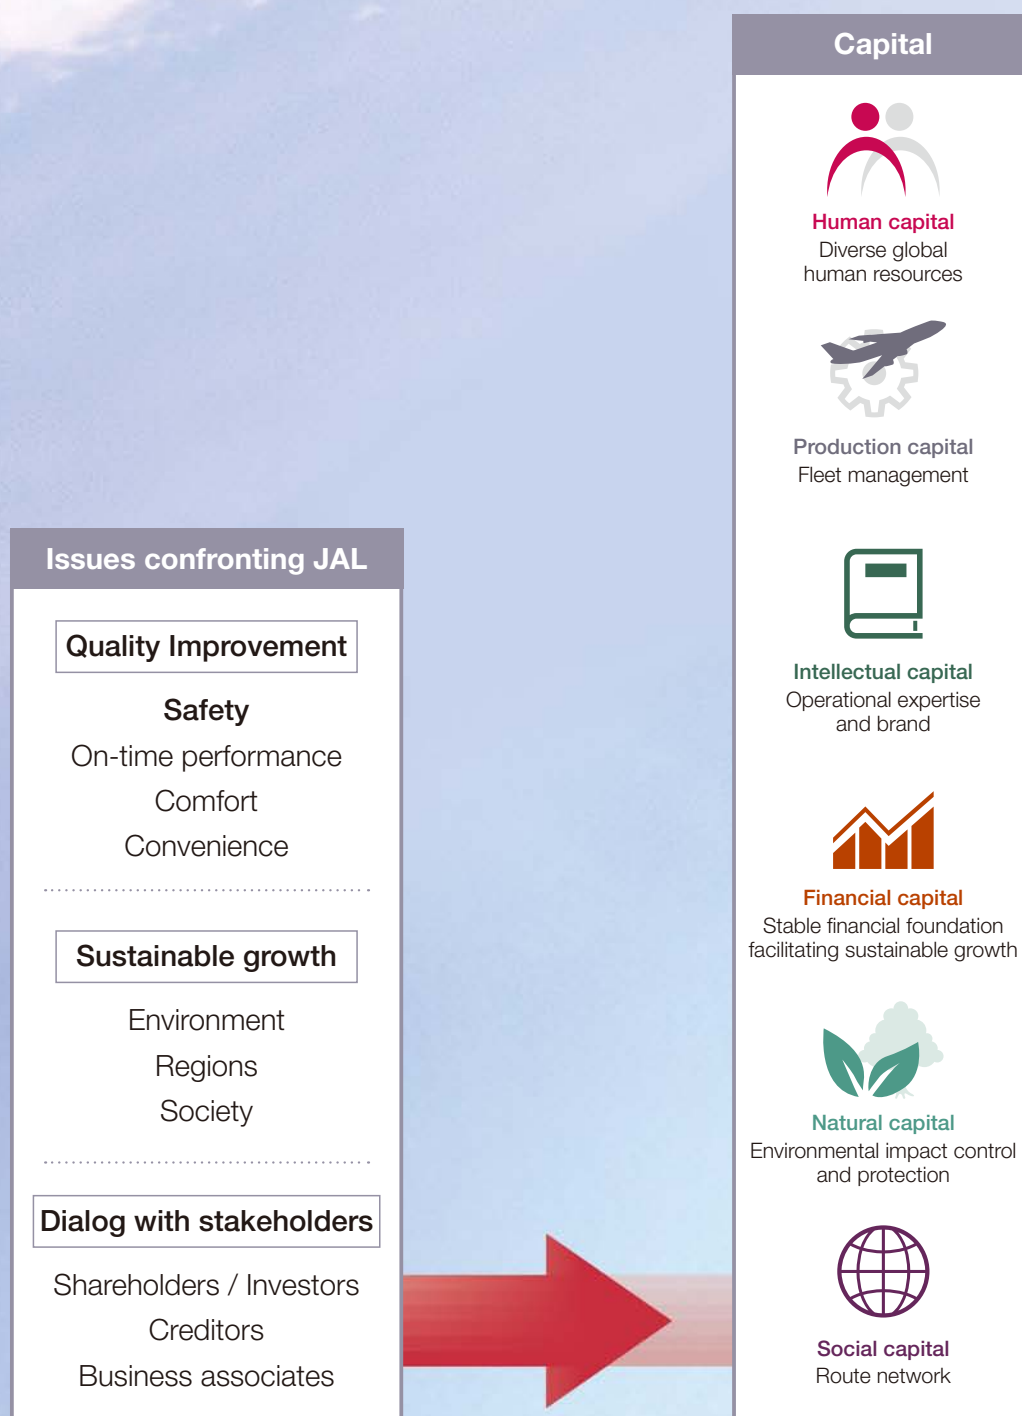 Issues confronting JAL
Quality Improvement
Safety
On-time performance
Comfort
Convenience
Sustainable growth
Environment
Regions
Society
Dialog with stakeholders
Shareholders / Investors
Creditors
Business associates
Capital
Human capital
Diverse global
human resources
Production capital
Fleet management
Intellectual capital
Operational expertise
and brand
Financial capital
Stable financial foundation
facilitating sustainable growth
Natural capital
Environmental impact control
and protection
Social capital
Route network